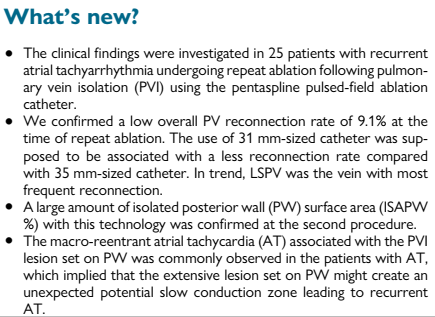 What's new?
• The clinical findings were investigated in 25 patients with recurrent
atrial tachyarrhythmia undergoing repeat ablation following pulmon-
ary vein isolation (PVI) using the pentaspline pulsed-field ablation
catheter.
• We confirmed a low overall PV reconnection rate of 9.1% at the
time of repeat ablation. The use of 31 mm-sized catheter was sup-
posed to be associated with a less reconnection rate compared
with 35 mm-sized catheter. In trend, LSPV was the vein with most
frequent reconnection.
• A large amount of isolated posterior wall (PW) surface area (ISAPW
%) with this technology was confirmed at the second procedure.
• The macro-reentrant atrial tachycardia (AT) associated with the PVI
lesion set on PW was commonly observed in the patients with AT,
which implied that the extensive lesion set on PW might create an
unexpected potential slow conduction zone leading to recurrent
AT.